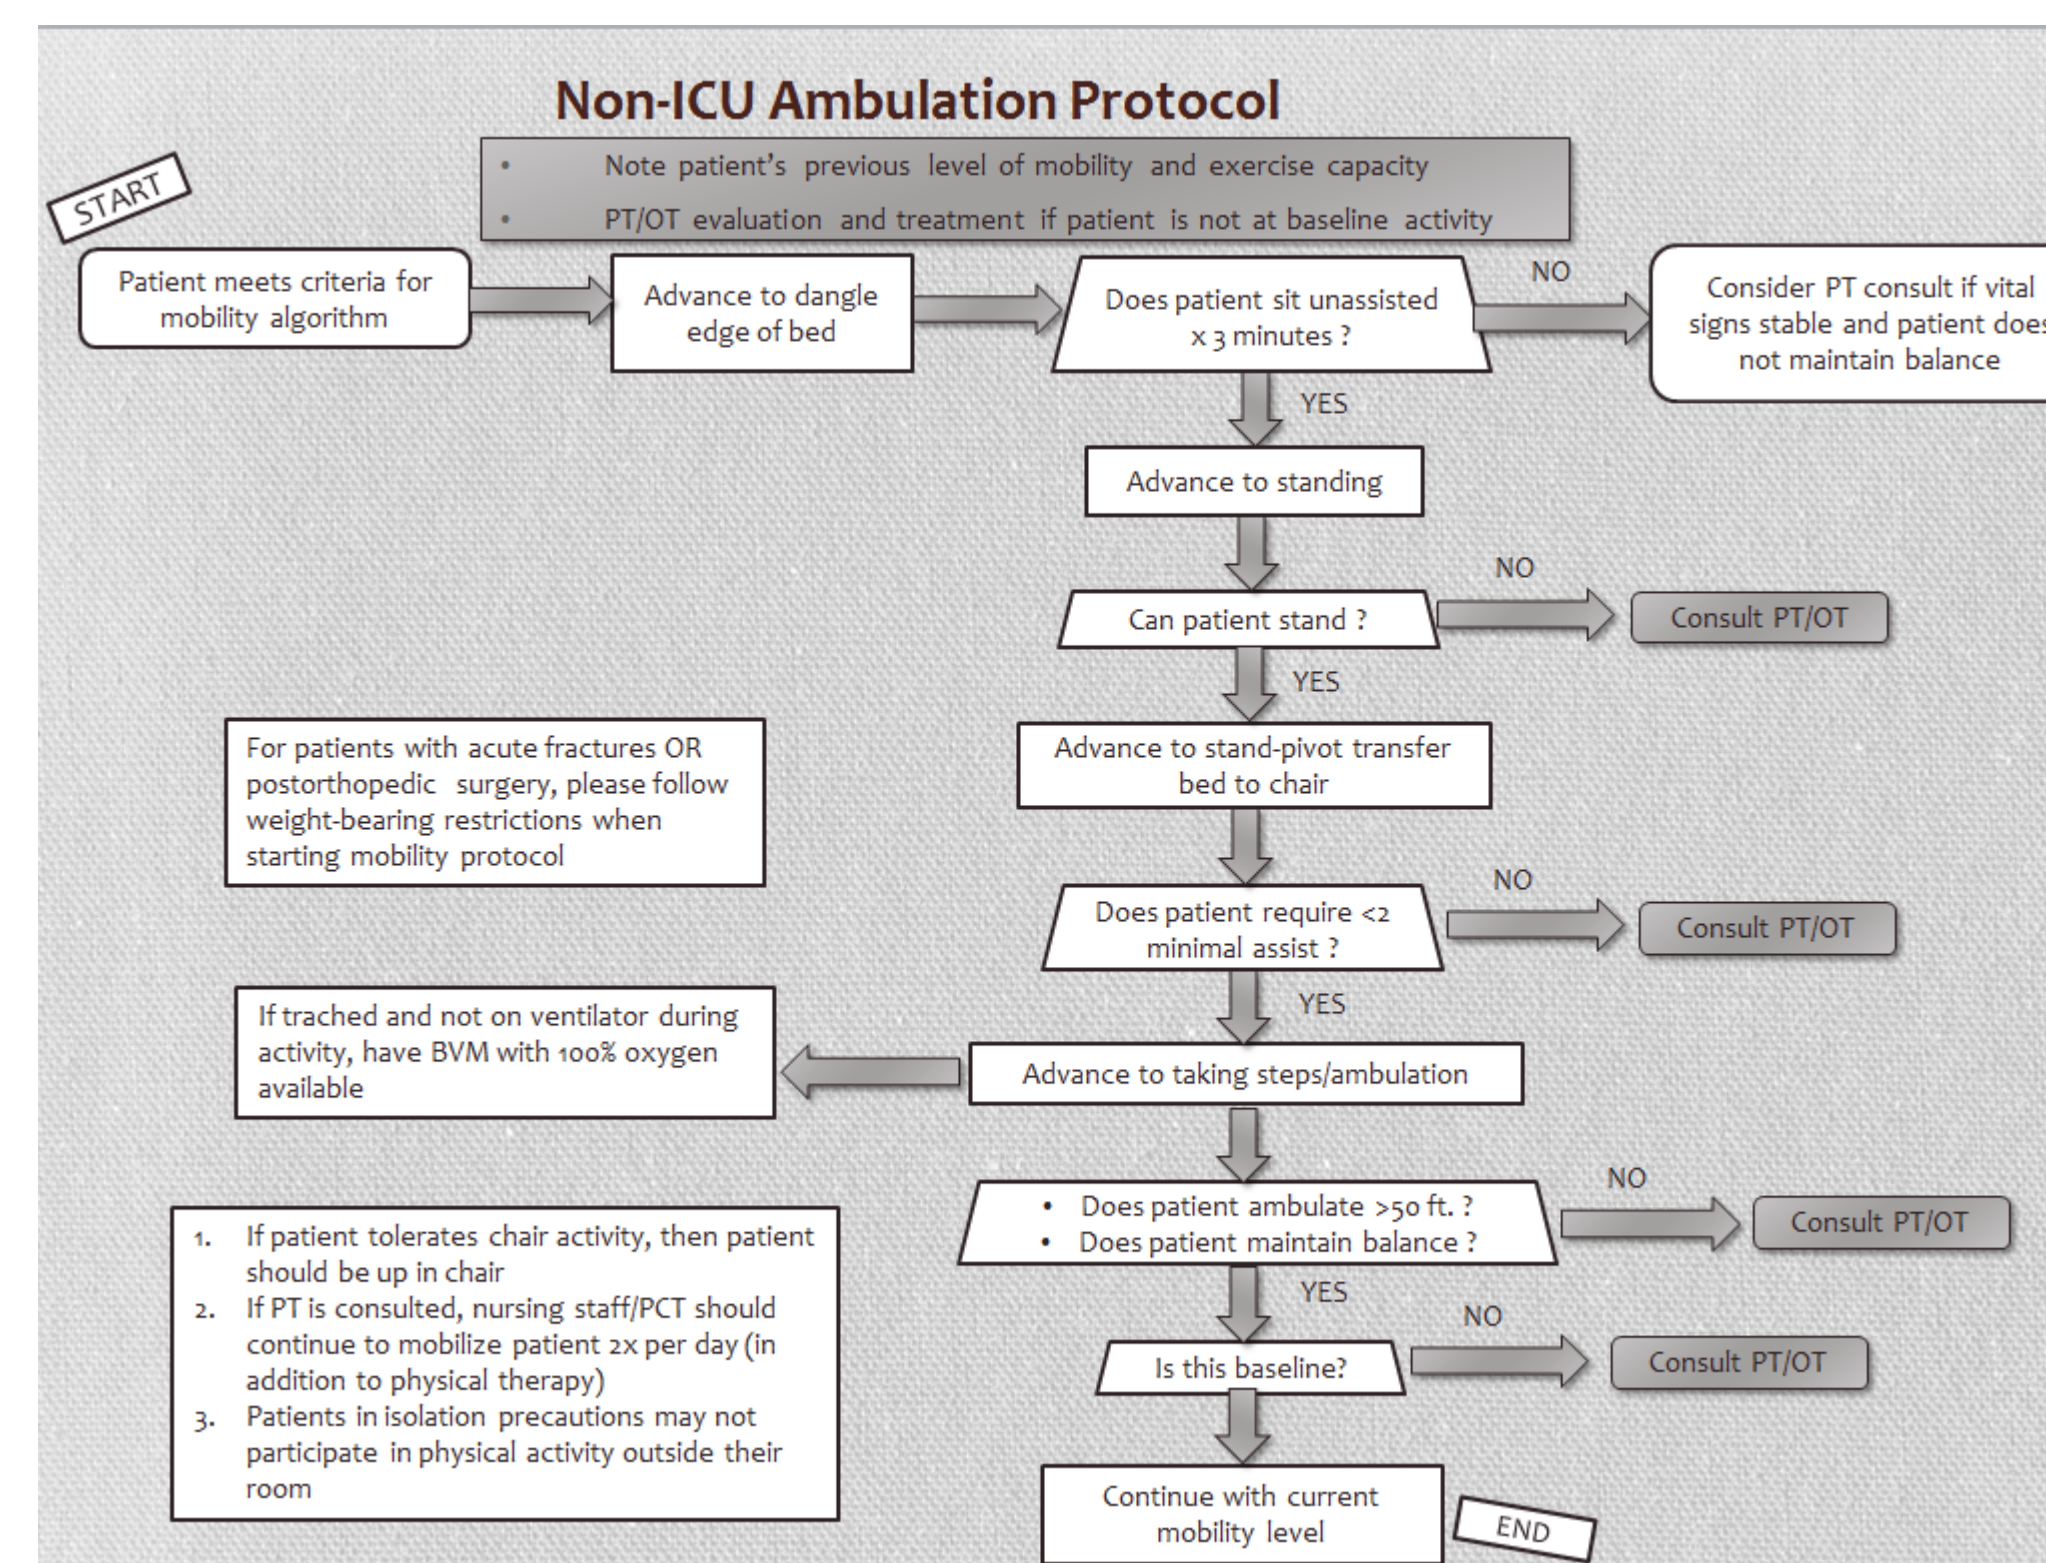 Non-ICU Ambulation Protocol
• Note patient's previous level of mobility and exercise capacity
• PT/OT evaluation and treatment if patient is not at baseline activity
START
Patient meets criteria for
mobility algorithm
Advance to dangle
edge of bed
Does patient sit unassisted
x 3 minutes ?
NO
Consider PT consult if vital
signs stable and patient does
not maintain balance
YES
Advance to standing
Can patient stand ?
NO
Consult PT/OT
YES
For patients with acute fractures OR
postorthopedic surgery, please follow
weight-bearing restrictions when
starting mobility protocol
Advance to stand-pivot transfer
bed to chair
Does patient require <2
minimal assist ?
NO
Consult PT/OT
YES
If trached and not on ventilator during
activity, have BVM with 100% oxygen
available
Advance to taking steps/ambulation
• Does patient ambulate >50 ft. ?
• Does patient maintain balance ?
NO
Consult PT/OT
YES
1. If patient tolerates chair activity, then patient
should be up in chair
2. If PT is consulted, nursing staff/PCT should
continue to mobilize patient 2x per day (in
addition to physical therapy)
3. Patients in isolation precautions may not
participate in physical activity outside their
room
Is this baseline?
NO
Consult PT/OT
Continue with current
mobility level
END